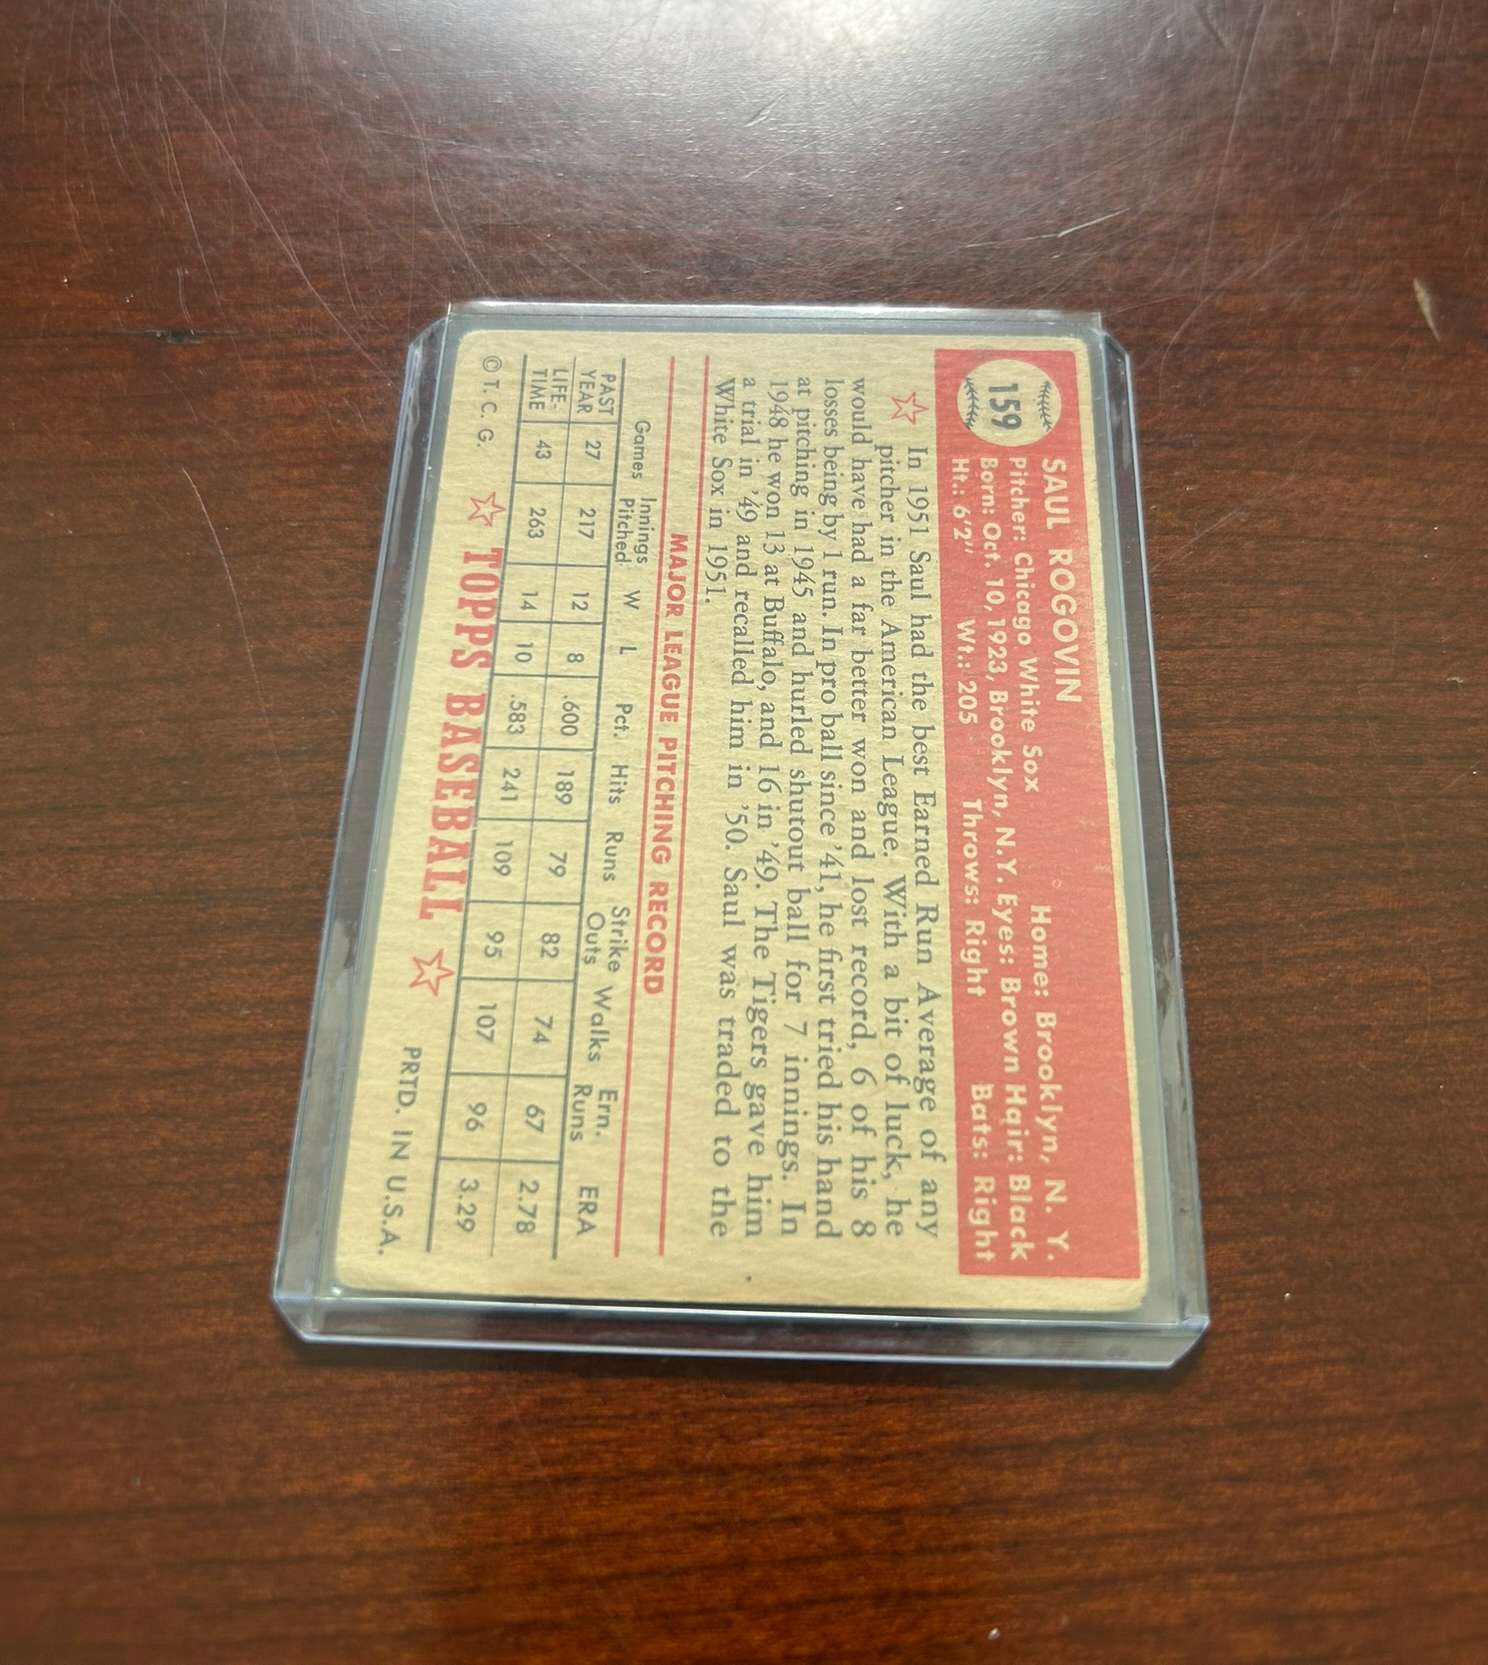 159
SAUL ROGOVIN Home: Brooklyn, N. Y.
Pitcher: Chicago White Sox
Born: Oct. 10, 1923, Brooklyn, N.Y. Eyes: Brown Hair: Black
Ht.: 6'2" Wt.: 205 Throws: Right Bats: Right
In 1951 Saul had the best Earned Run Average of any
pitcher in the American League. With a bit of luck, he
would have had a far better won and lost record, 6 of his 8
losses being by 1 run. In pro ball since '41, he first tried his hand
at pitching in 1945 and hurled shutout ball for 7 innings. In
1948 he won 13 at Buffalo, and 16 in '49. The Tigers gave him
a trial in '49 and recalled him in '50. Saul was traded to the
White Sox in 1951.
MAJOR LEAGUE PITCHING RECORD
Games Innings Pitched W L Pct. Hits Runs Strike Outs Walks Ern. Runs ERA
PAST YEAR 27 217 12 8 .600 189 79 82 74 67 2.78
LIFE-TIME 43 263 14 10 .583 241 109 95 107 96 3.29
© T. C. G. TOPPS BASEBALL PRTD. IN U.S.A.